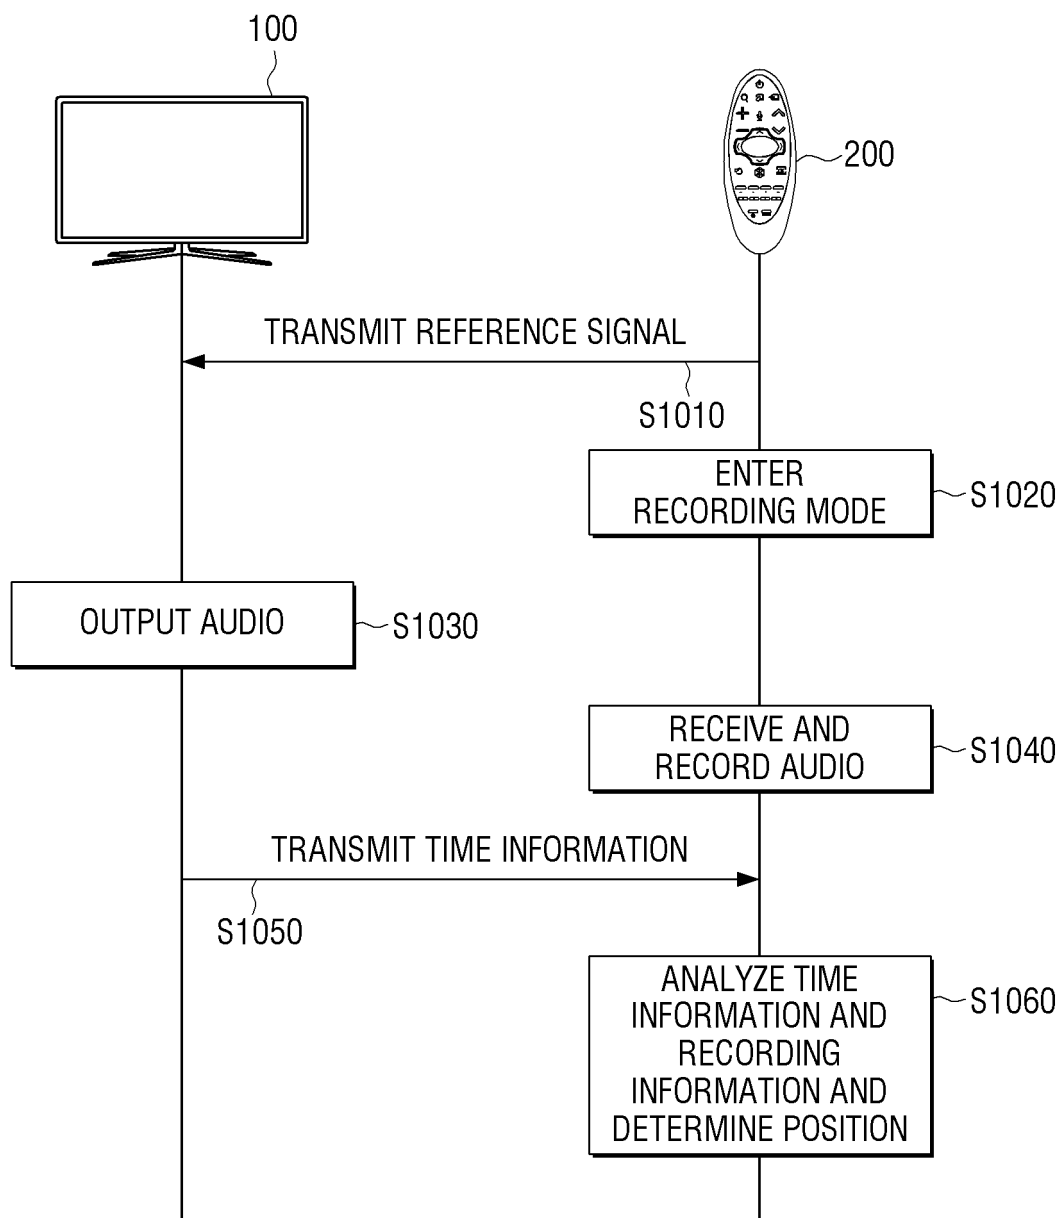 100
200
TRANSMIT REFERENCE SIGNAL
S1010
ENTER
RECORDING MODE
S1020
OUTPUT AUDIO
S1030
RECEIVE AND
RECORD AUDIO
S1040
TRANSMIT TIME INFORMATION
S1050
ANALYZE TIME
INFORMATION AND
RECORDING
INFORMATION AND
DETERMINE POSITION
S1060